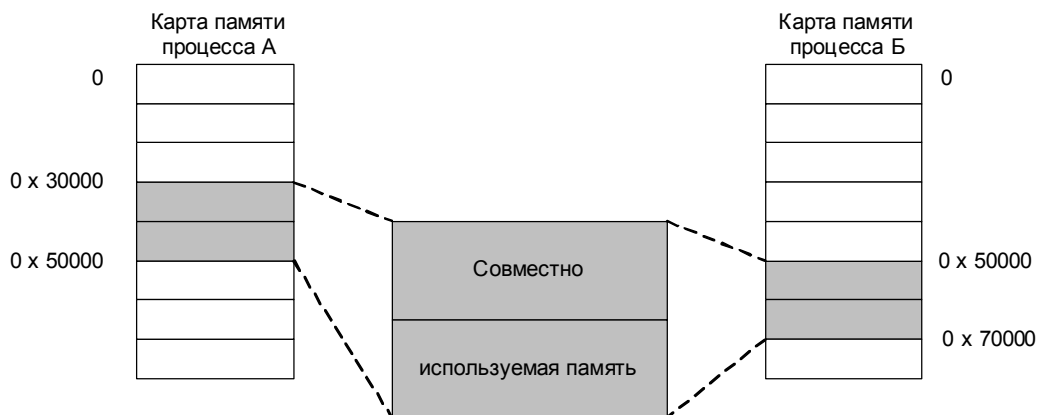 Карта памяти
процесса А
0
0 x 30000
0 x 50000
Совместно
используемая память
Карта памяти
процесса Б
0
0 x 50000
0 x 70000